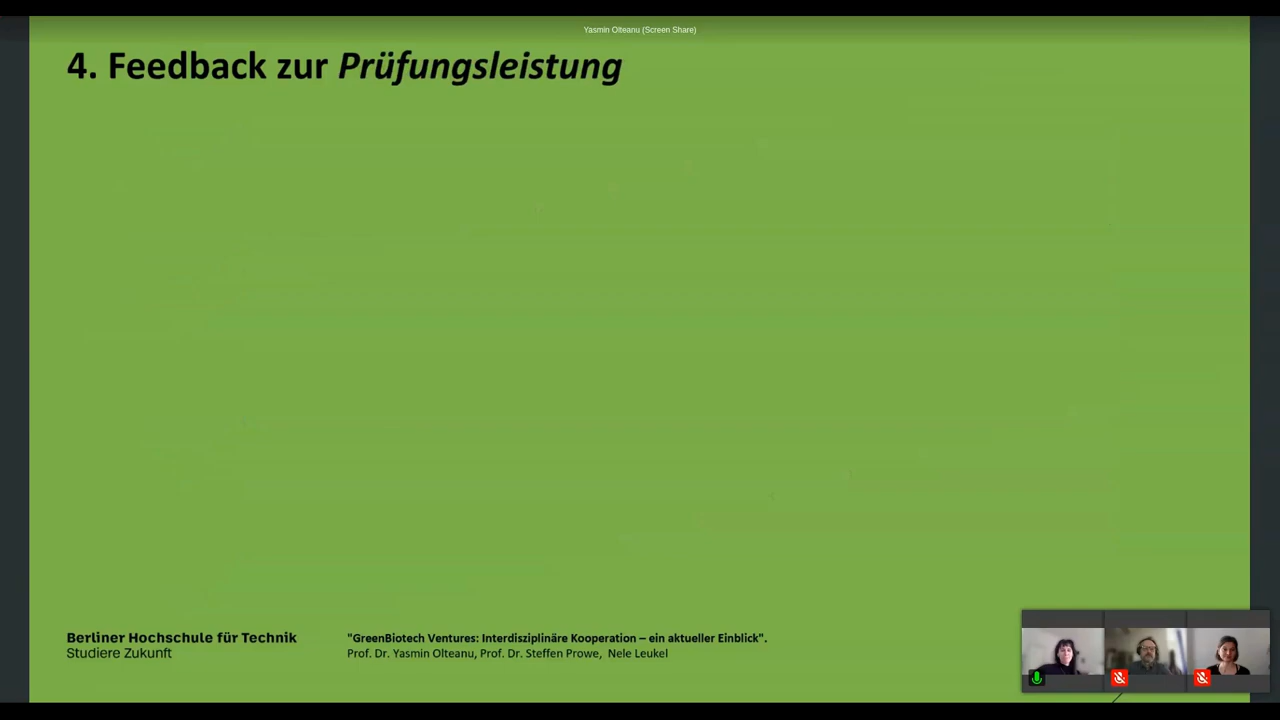 Yasmin Olteanu (Screen Share)
4. Feedback zur Prüfungsleistung
Berliner Hochschule für Technik
Studiere Zukunft
"GreenBiotech Ventures: Interdisziplinäre Kooperation – ein aktueller Einblick".
Prof. Dr. Yasmin Olteanu, Prof. Dr. Steffen Prowe, Nele Leukel